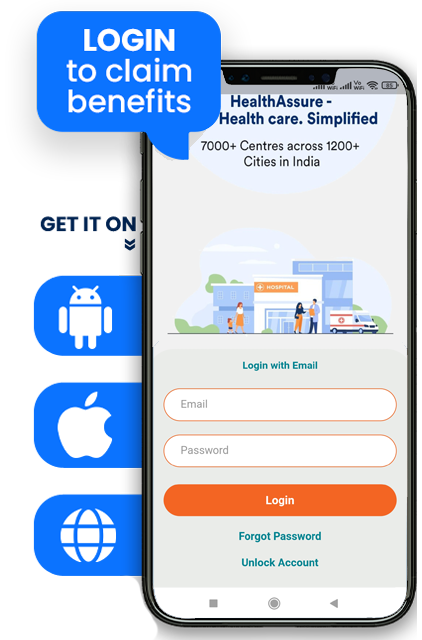 LOGIN
to claim
benefits
HealthAssure -
Health care. Simplified
7000+ Centres across 1200+
Cities in India
GET IT ON
HOSPITAL
Login with Email
Email
Password
Login
Forgot Password
Unlock Account